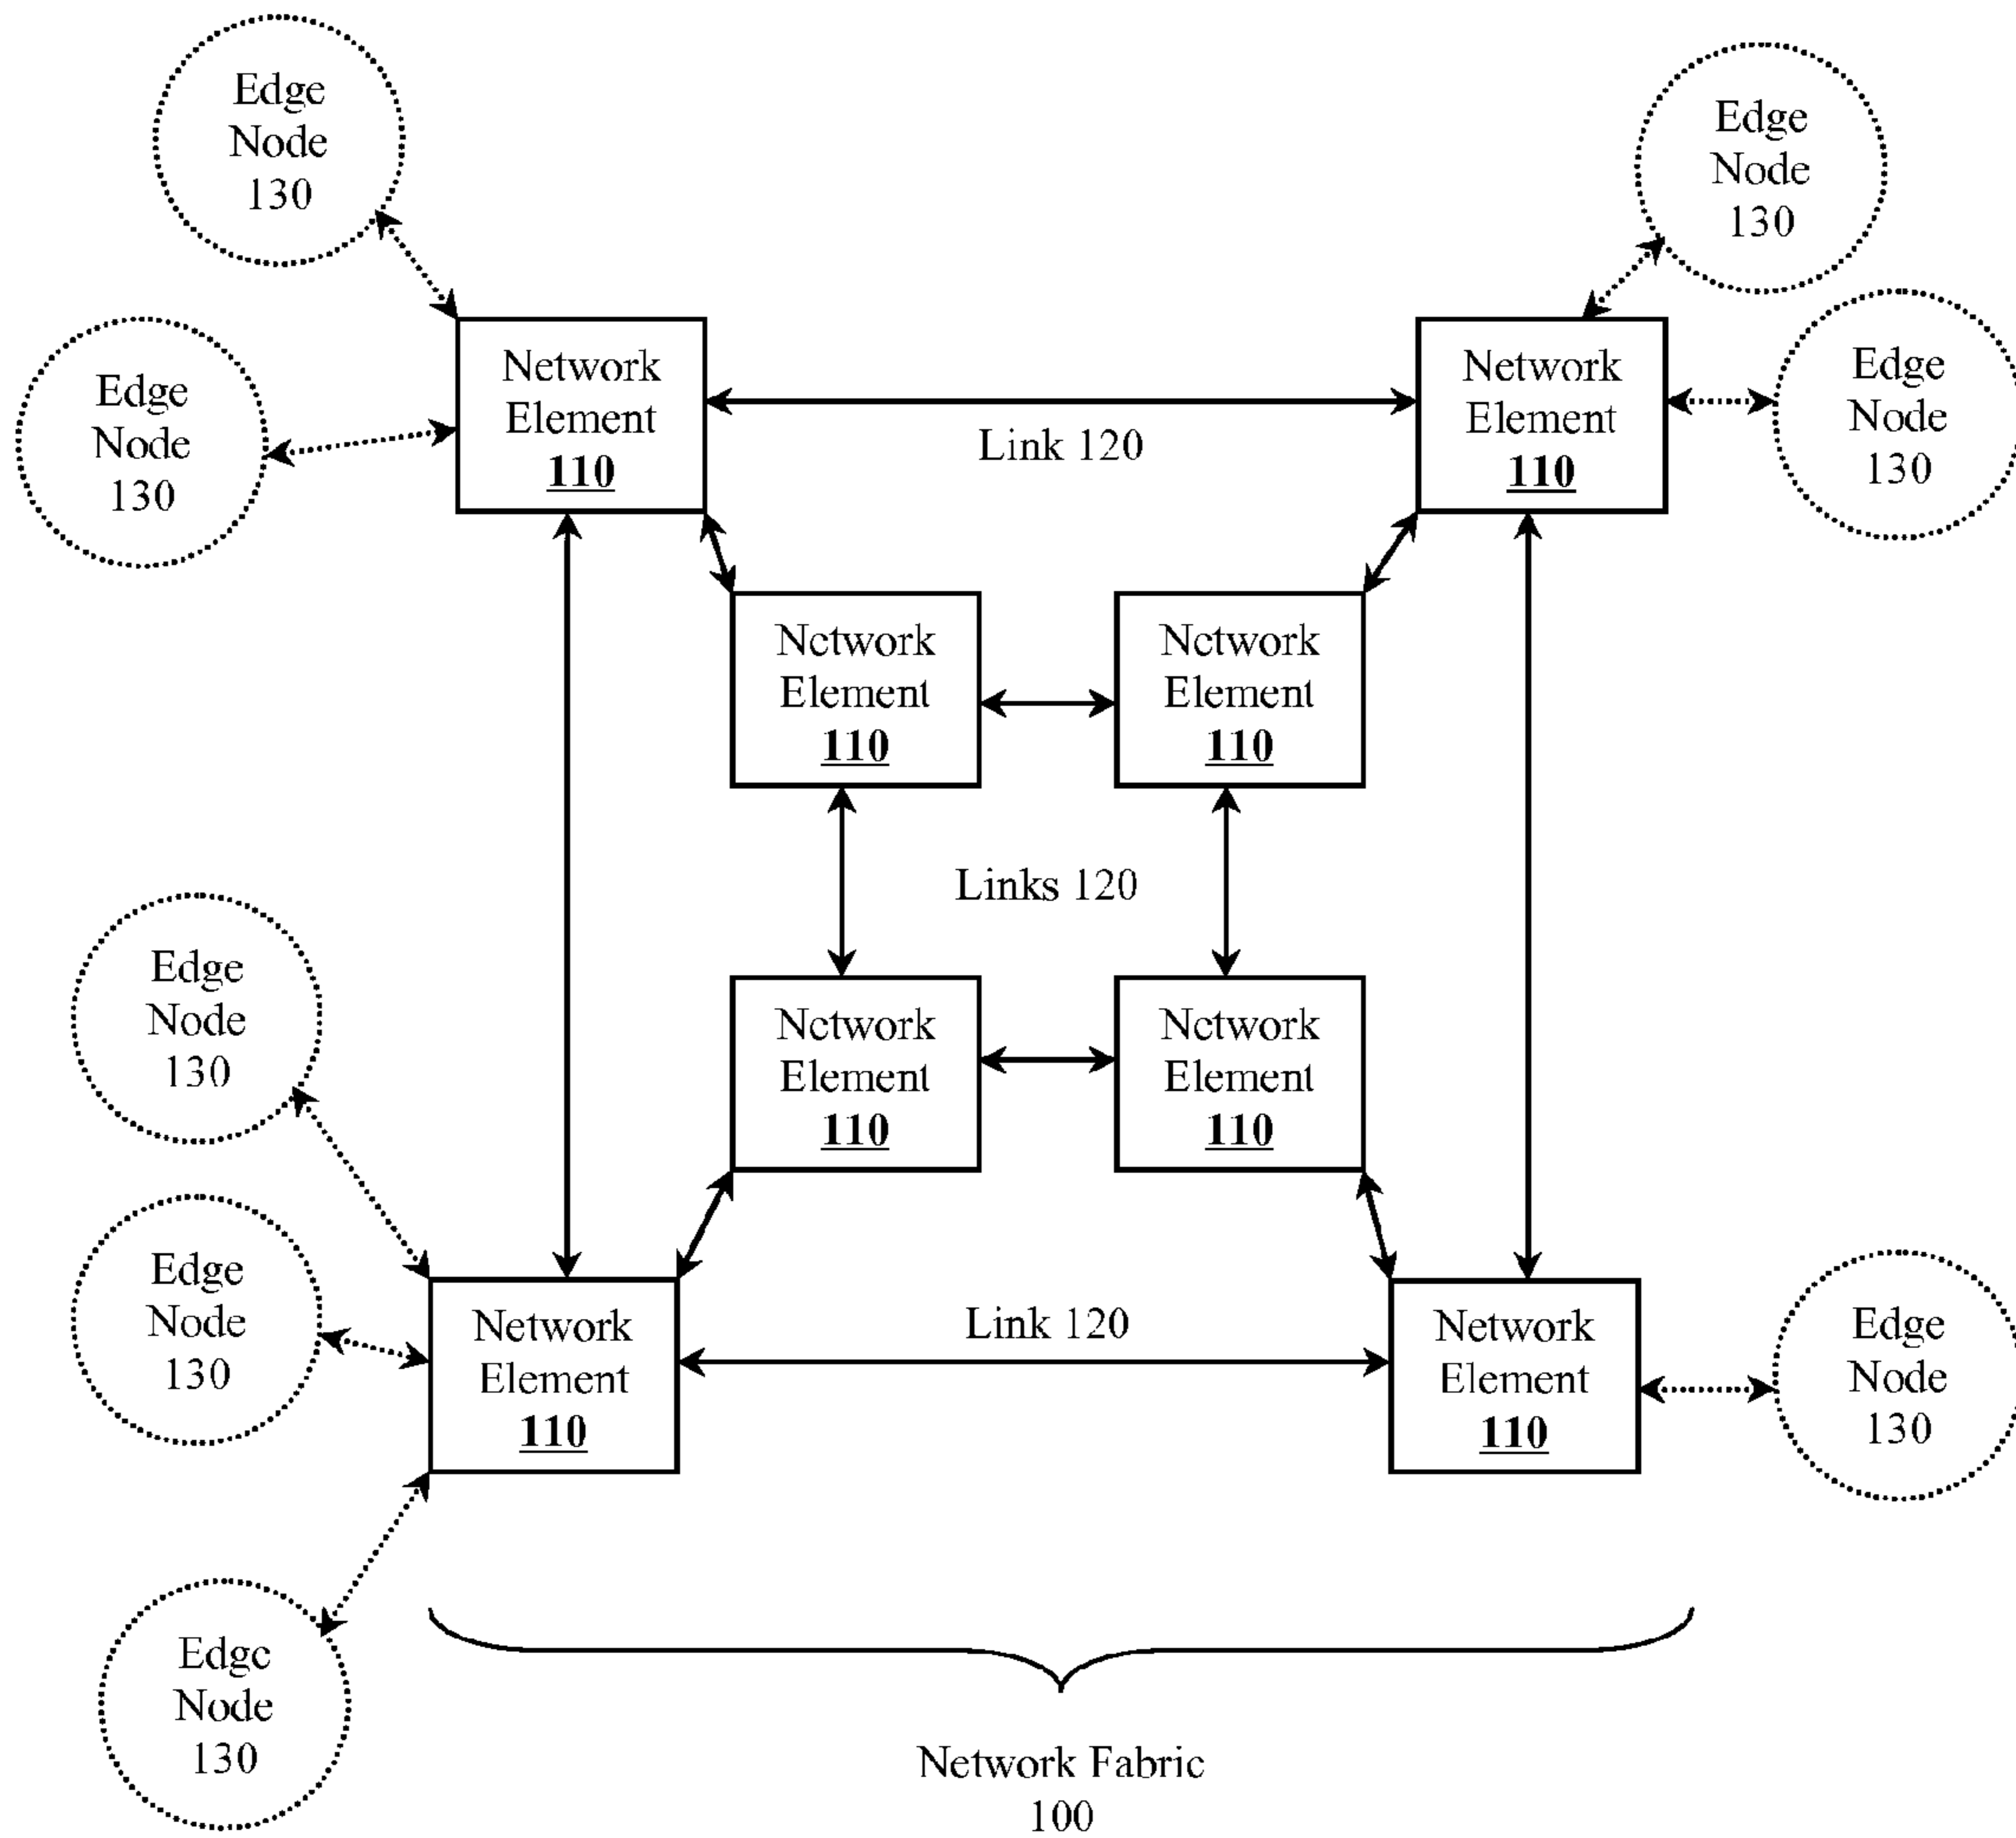 Edge
Node
130
Edge
Node
130
Edge
Node
130
Network
Element
110
Link 120
Network
Element
110
Edge
Node
130
Network
Element
110
Network
Element
110
Links 120
Edge
Node
130
Network
Element
110
Network
Element
110
Edge
Node
130
Network
Element
110
Link 120
Network
Element
110
Edge
Node
130
Edge
Node
130
Network Fabric
100